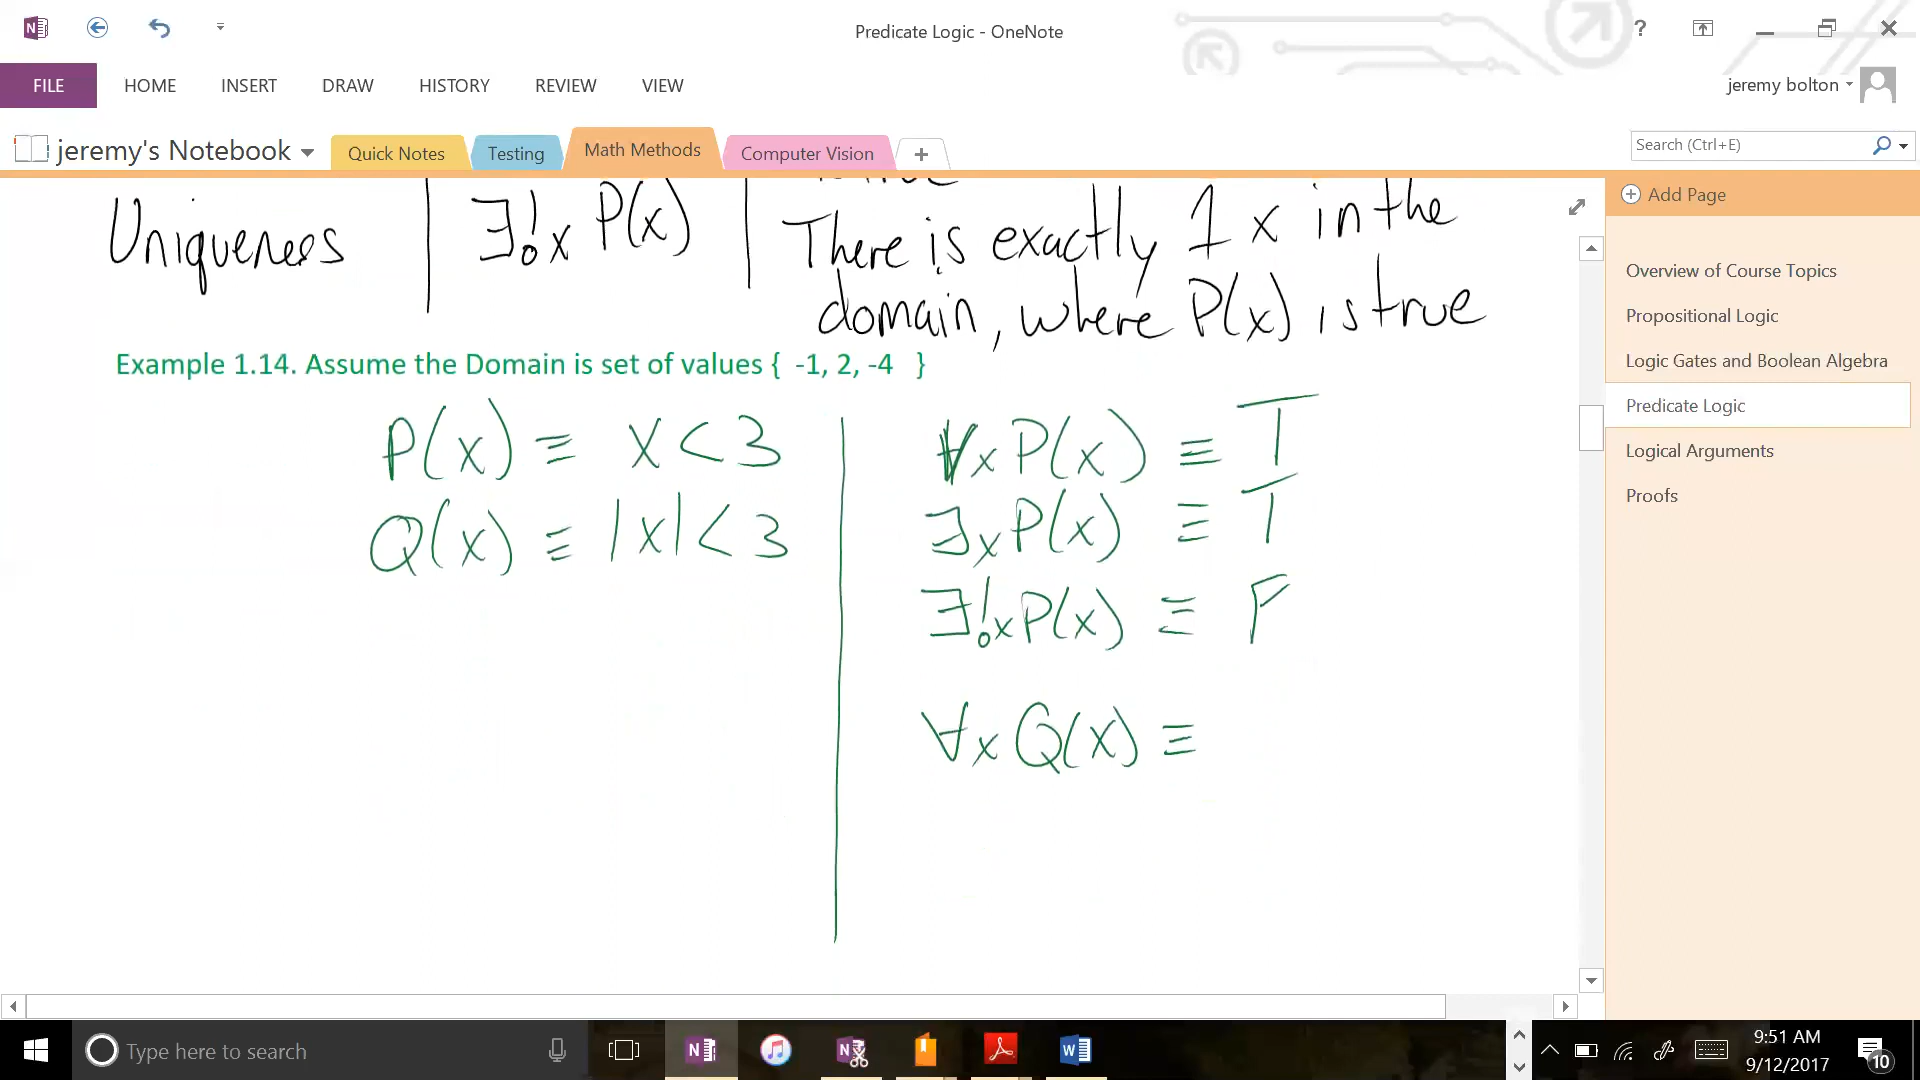 Predicate Logic - OneNote
?
FILE HOME INSERT DRAW HISTORY REVIEW VIEW
jeremy bolton
jeremy's Notebook Quick Notes Testing Math Methods Computer Vision +
Search (Ctrl+E)
Add Page
Overview of Course Topics
Propositional Logic
Logic Gates and Boolean Algebra
Predicate Logic
Logical Arguments
Proofs
Uniqueness | ∃!x P(x) | There is exactly 1 x in the
domain, where P(x) is true
Example 1.14. Assume the Domain is set of values { -1, 2, -4 }
P(x) ≡ x < 3
Q(x) ≡ |x| < 3
∀x P(x) ≡ T
∃x P(x) ≡ T
∃!x P(x) ≡ F
∀x Q(x) ≡
Type here to search
9:51 AM
9/12/2017
10